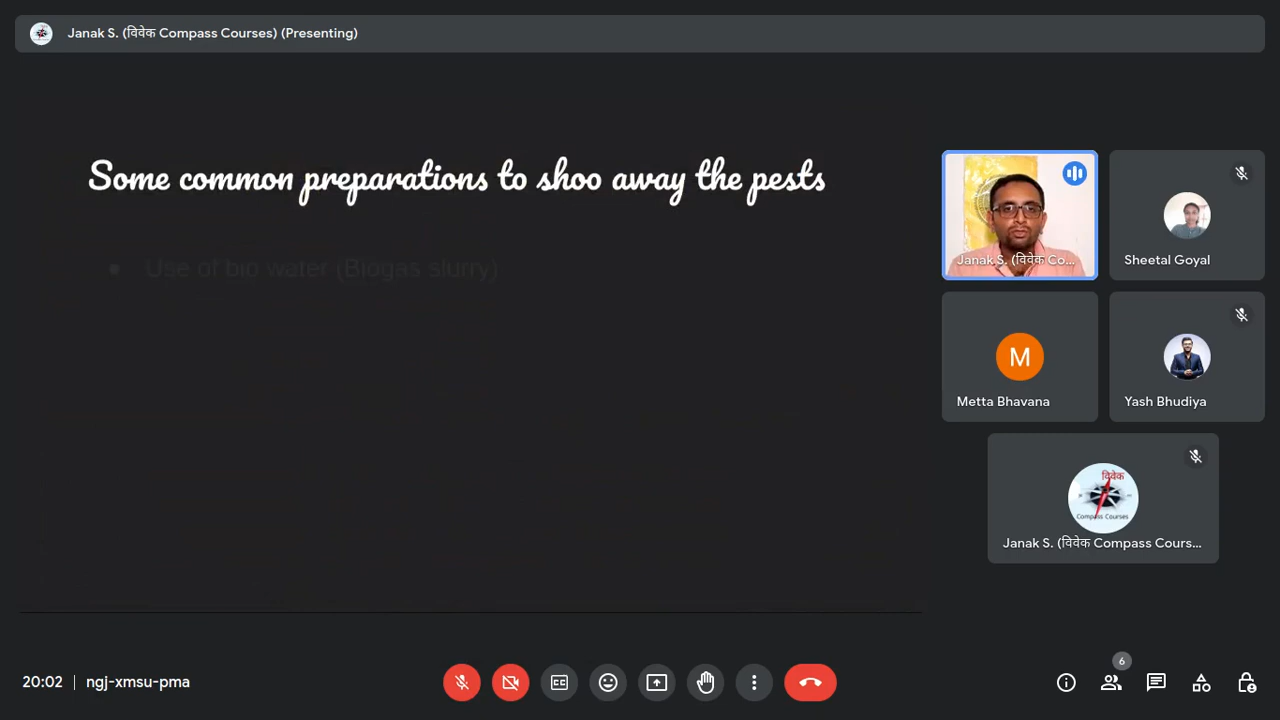 Janak S. (विवेक Compass Courses) (Presenting)
Some common preparations to shoo away the pests
● Use of bio water (Biogas slurry)
Janak S. (विवेक Co...
Sheetal Goyal
M
Metta Bhavana
Yash Bhudiya
विवेक
Compass Courses
Janak S. (विवेक Compass Cours...
20:02 | ngj-xmsu-pma
CC
6